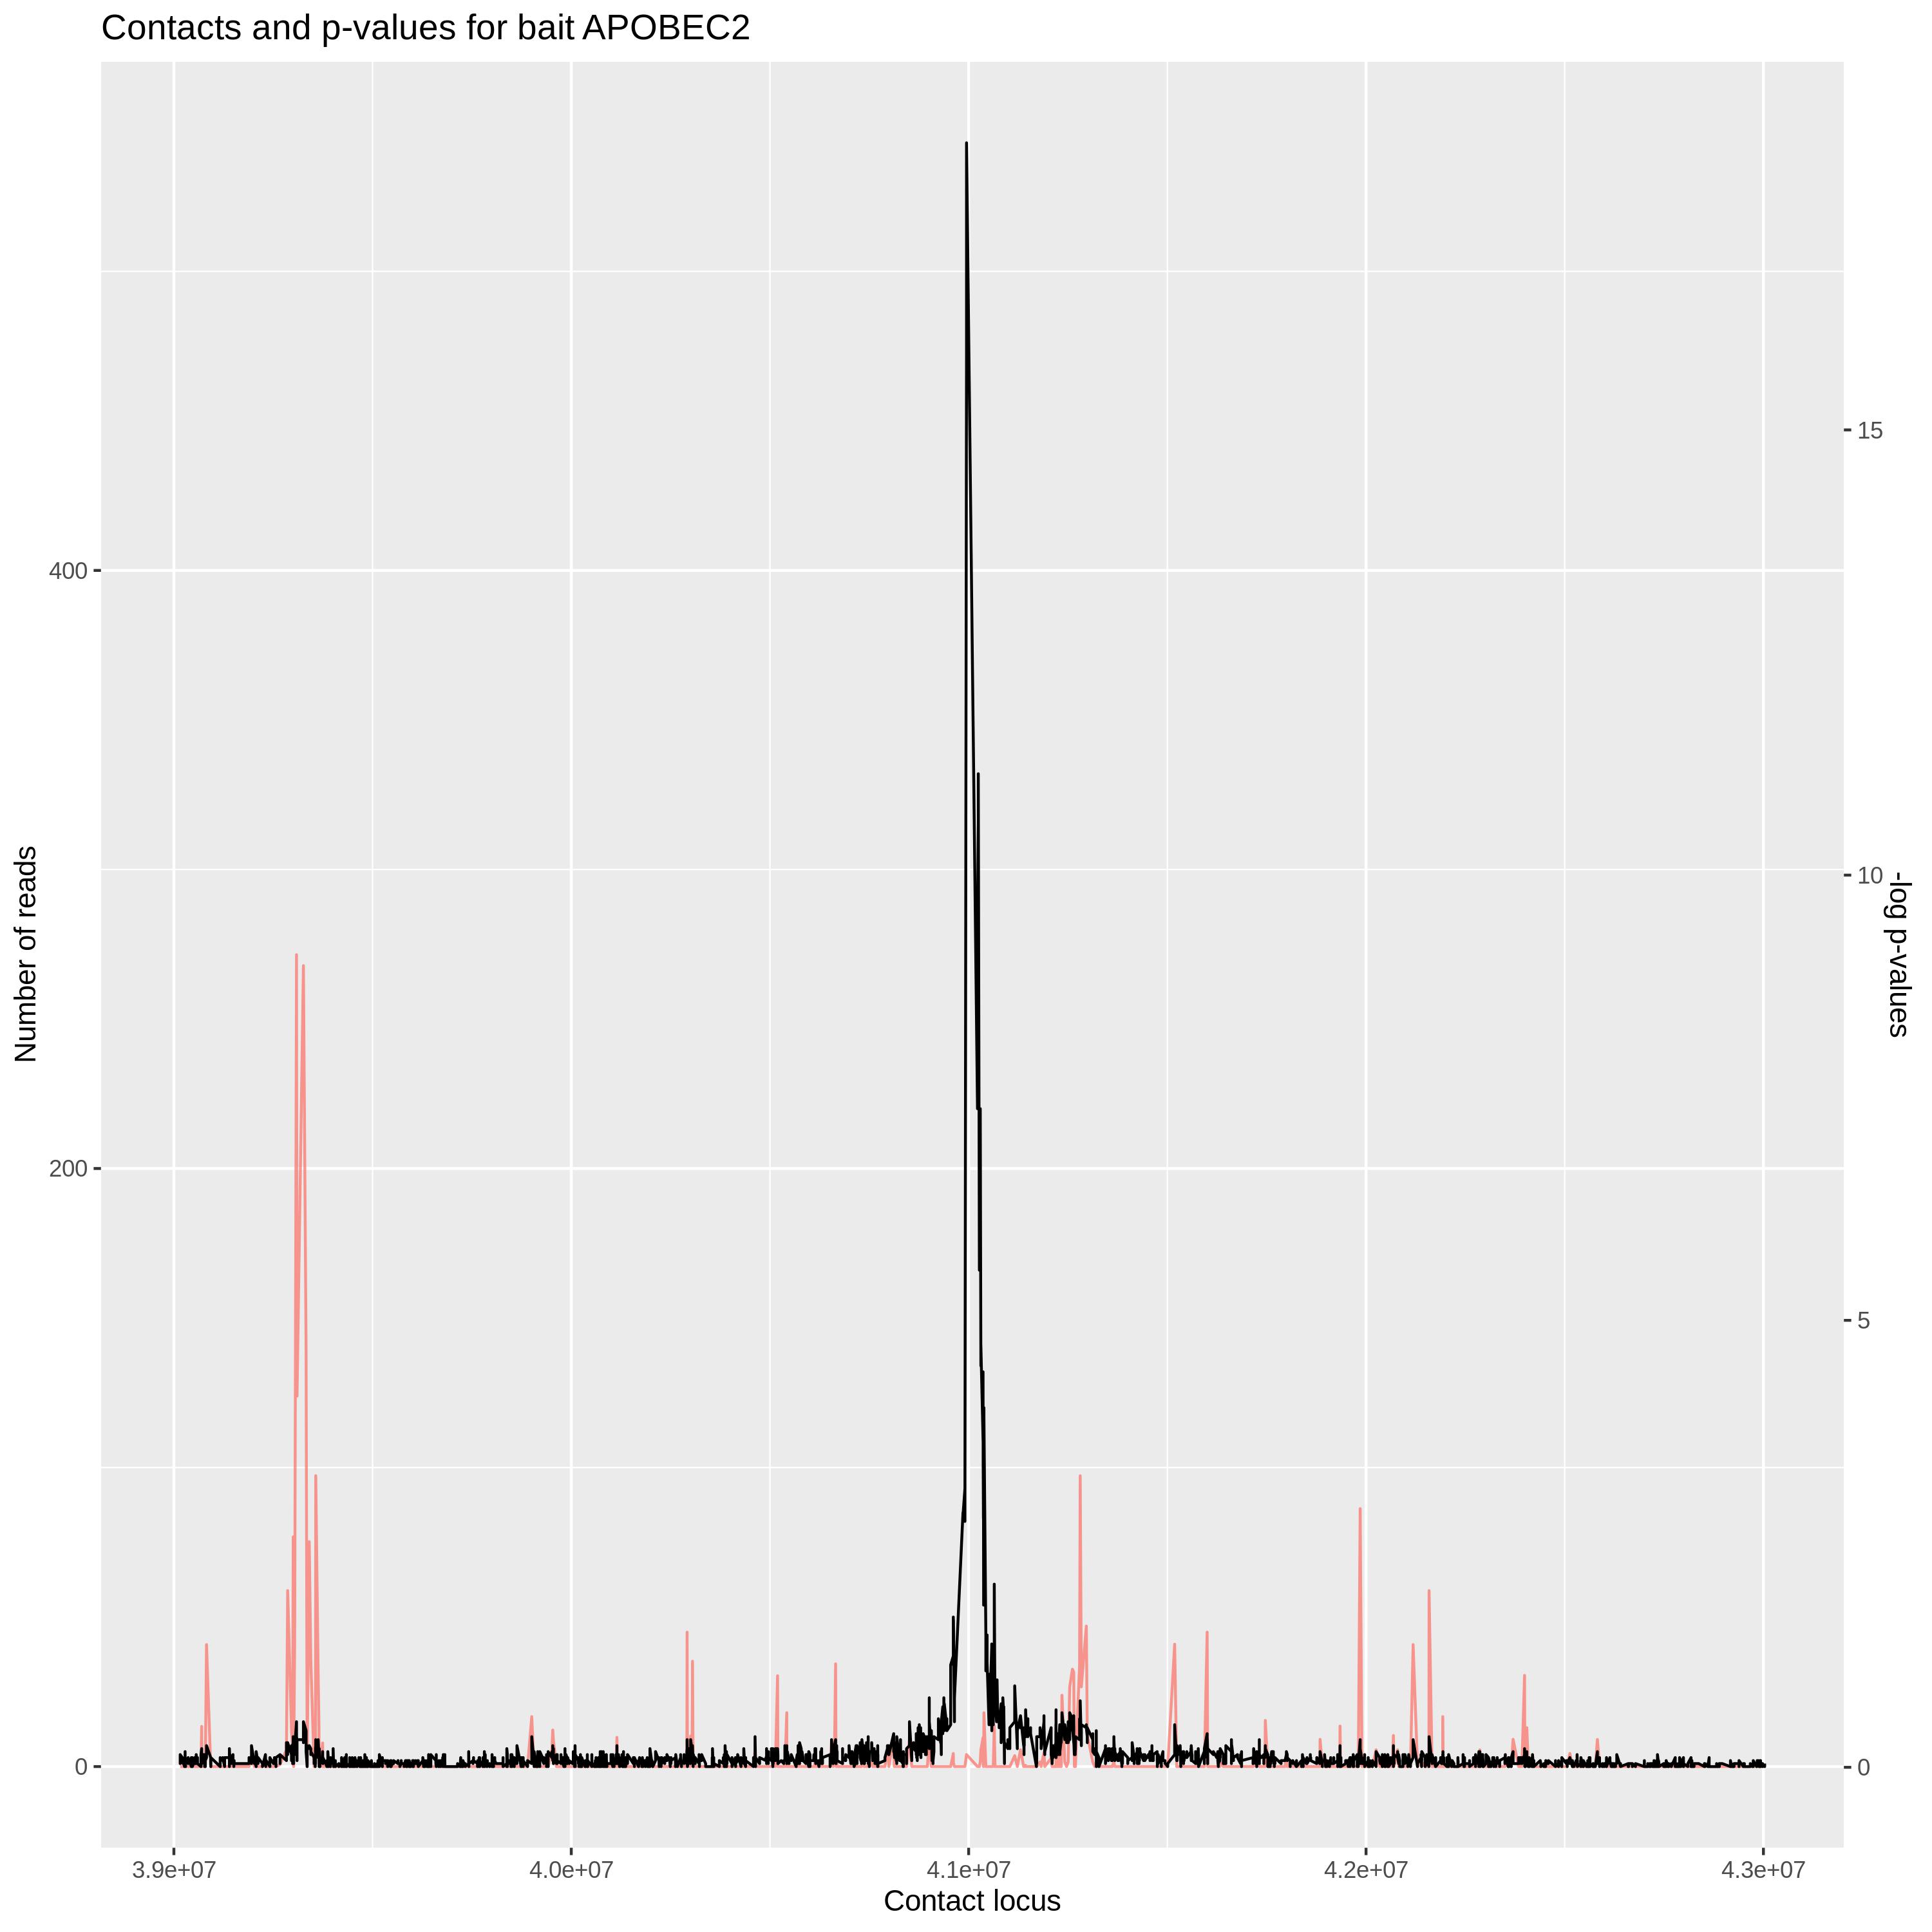 Contacts and p-values for bait APOBEC2
Number of reads
400
200
0
15
10
5
0
-log p-values
3.9e+07
4.0e+07
4.1e+07
4.2e+07
4.3e+07
Contact locus